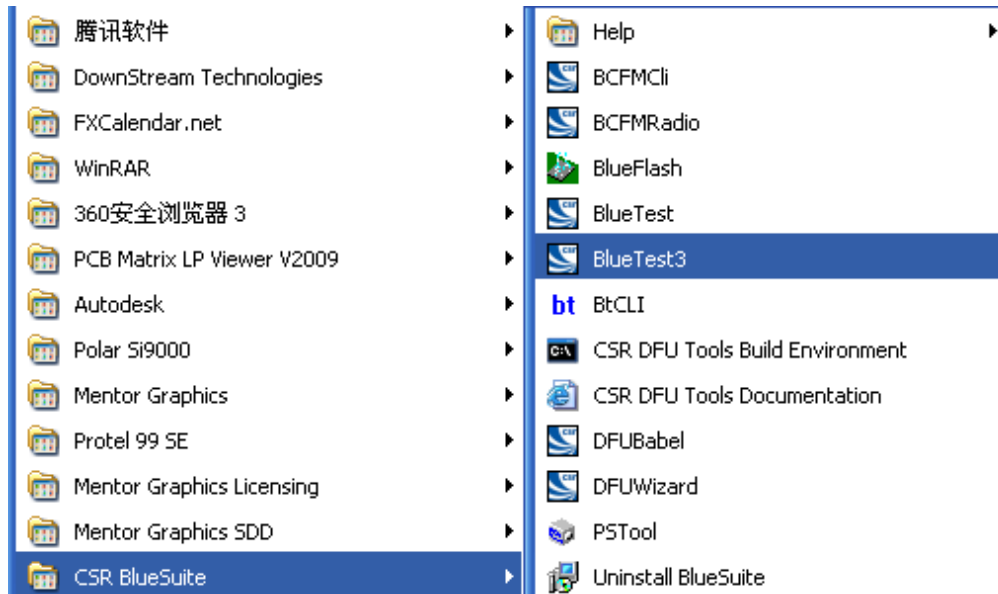 腾讯软件
DownStream Technologies
FXCalendar.net
WinRAR
360安全浏览器 3
PCB Matrix LP Viewer V2009
Autodesk
Polar Si9000
Mentor Graphics
Protel 99 SE
Mentor Graphics Licensing
Mentor Graphics SDD
CSR BlueSuite
Help
BCFMCli
BCFMRadio
BlueFlash
BlueTest
BlueTest3
bt BtCLI
CSR DFU Tools Build Environment
CSR DFU Tools Documentation
DFUBabel
DFUWizard
PSTool
Uninstall BlueSuite